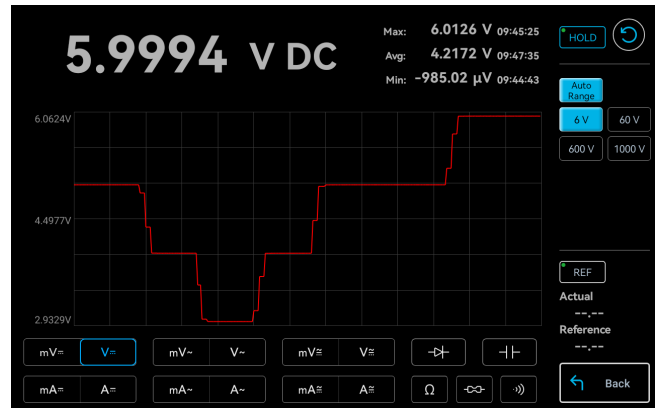 5.9994 V DC
Max: 6.0126 V 09:45:25
Avg: 4.2172 V 09:47:35
Min: -985.02 µV 09:44:43
HOLD
Auto
Range
6 V
60 V
600 V
1000 V
6.0624V
4.4977V
2.9329V
REF
Actual
--.--
Reference
--.--
mV⎓
V⎓
mV~
V~
mV≅
V≅
mA⎓
A⎓
mA~
A~
mA≅
A≅
Ω
Back